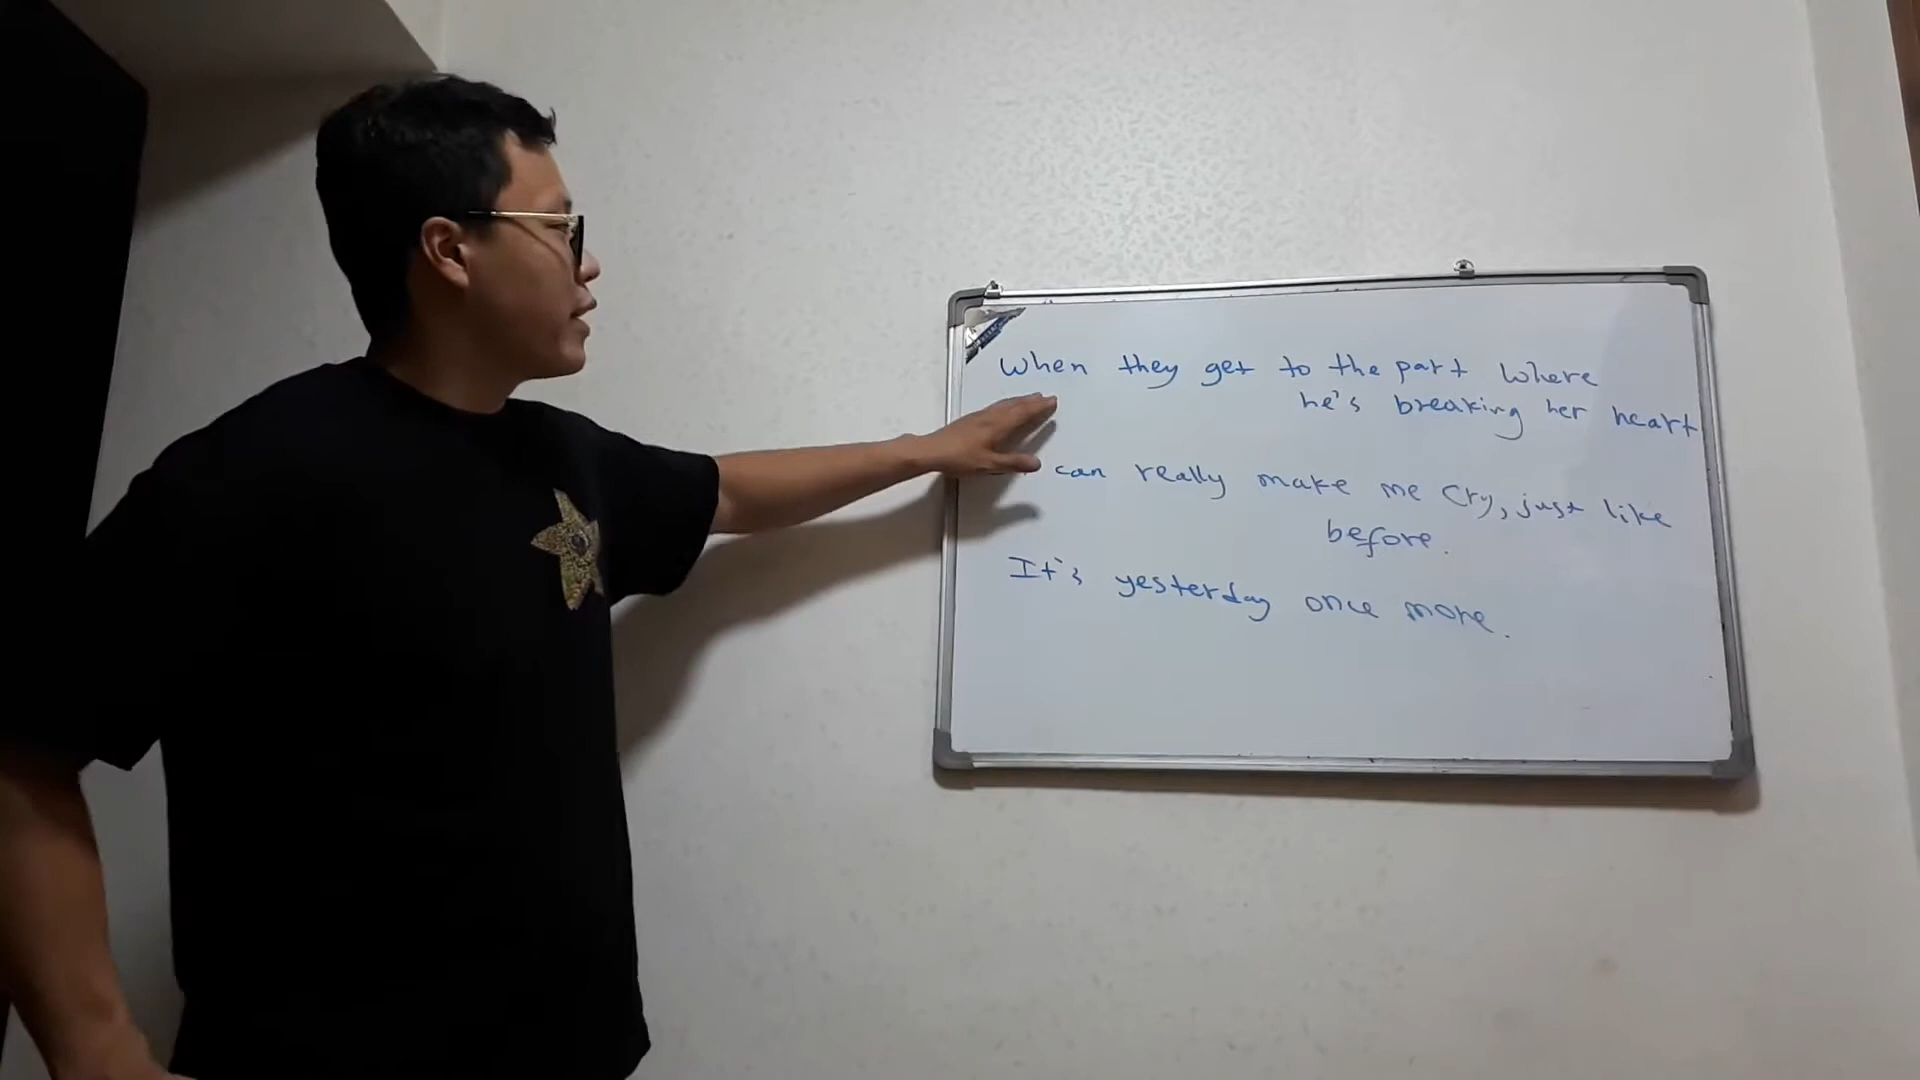 When they get to the part where
he's breaking her heart
can really make me cry, just like
before.
It's yesterday once more.